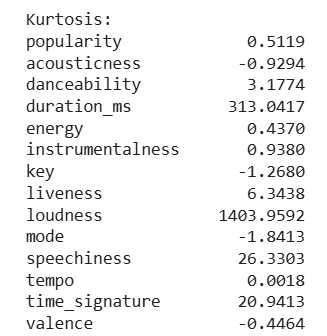 Kurtosis:
popularity 0.5119
acousticness -0.9294
danceability 3.1774
duration_ms 313.0417
energy 0.4370
instrumentalness 0.9380
key -1.2680
liveness 6.3438
loudness 1403.9592
mode -1.8413
speechiness 26.3303
tempo 0.0018
time_signature 20.9413
valence -0.4464